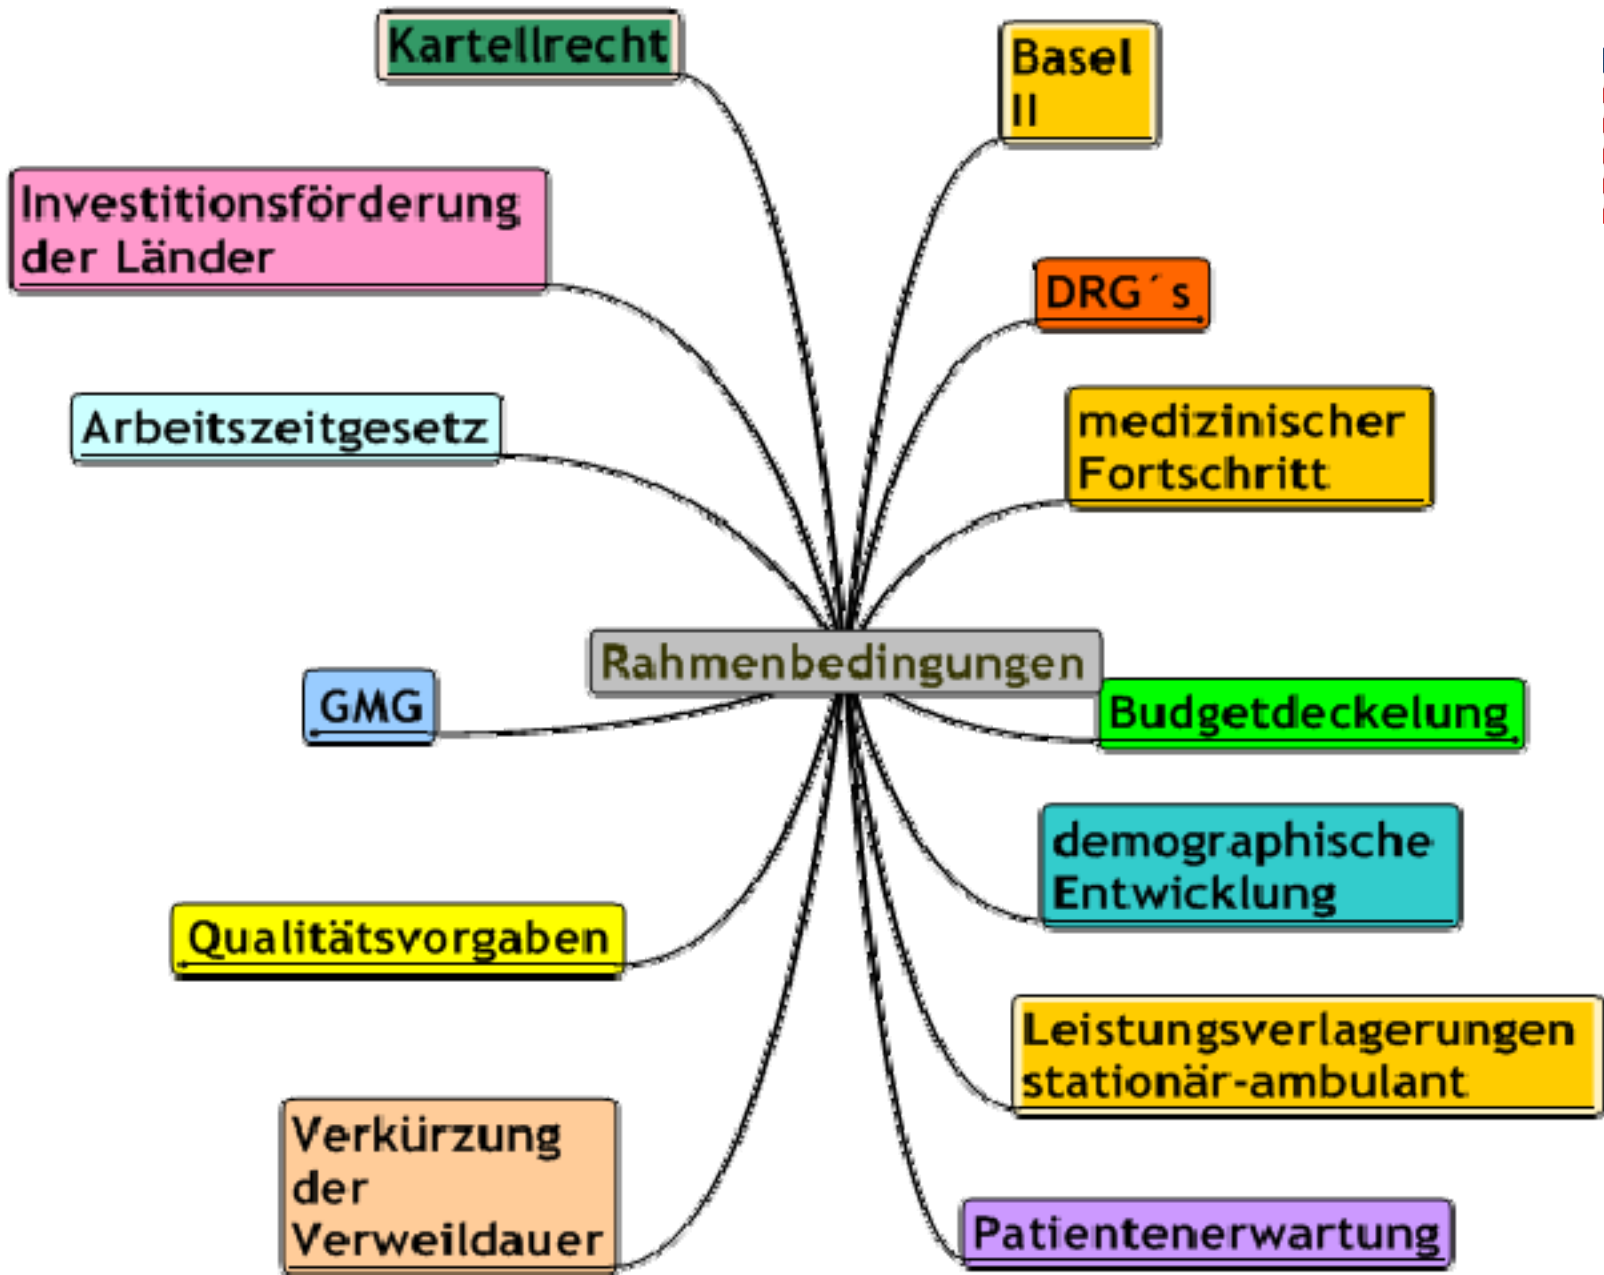 Kartellrecht
Basel
II
Investitionsförderung
der Länder
DRG´s
Arbeitszeitgesetz
medizinischer
Fortschritt
Rahmenbedingungen
GMG
Budgetdeckelung
demographische
Entwicklung
Qualitätsvorgaben
Leistungsverlagerungen
stationär-ambulant
Verkürzung
der
Verweildauer
Patientenerwartung